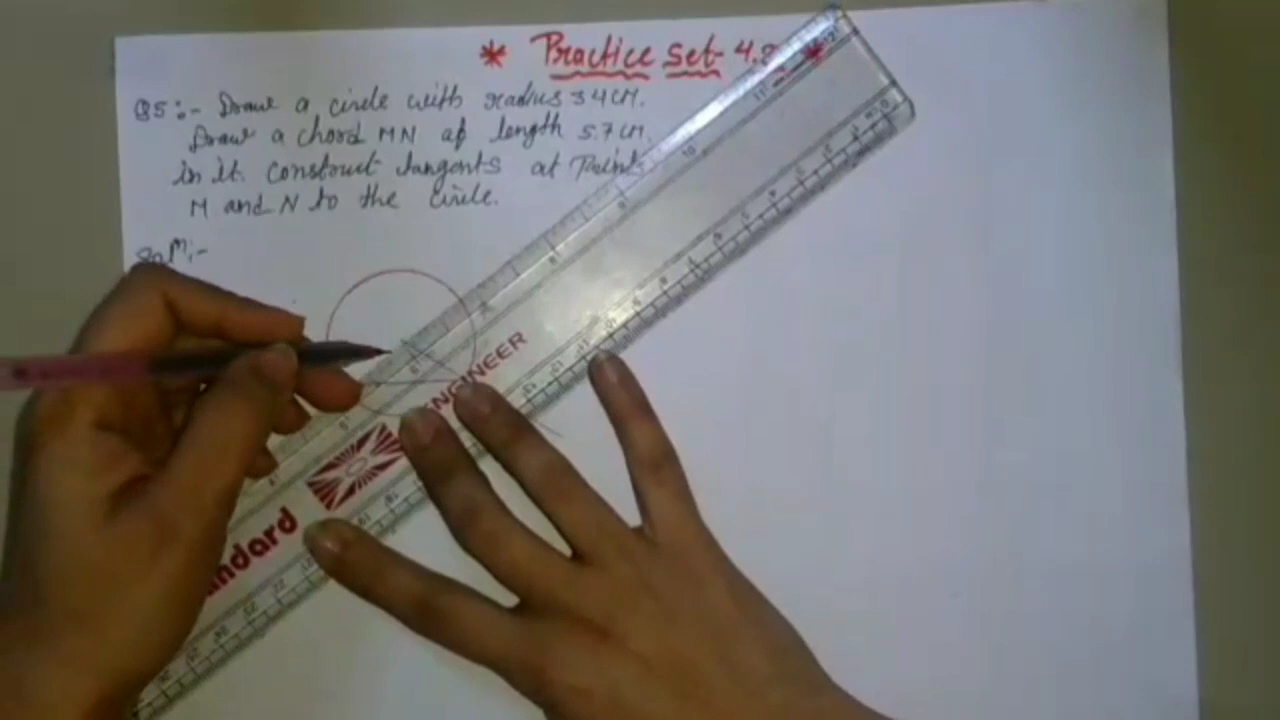 * Practice Set 4.2 *
Q5:- Draw a circle with radius 3.4 CM.
Draw a chord MN of length 5.7 CM.
in it. construct tangents at Points
M and N to the circle.
Solⁿ:-
ENGINEER
andard